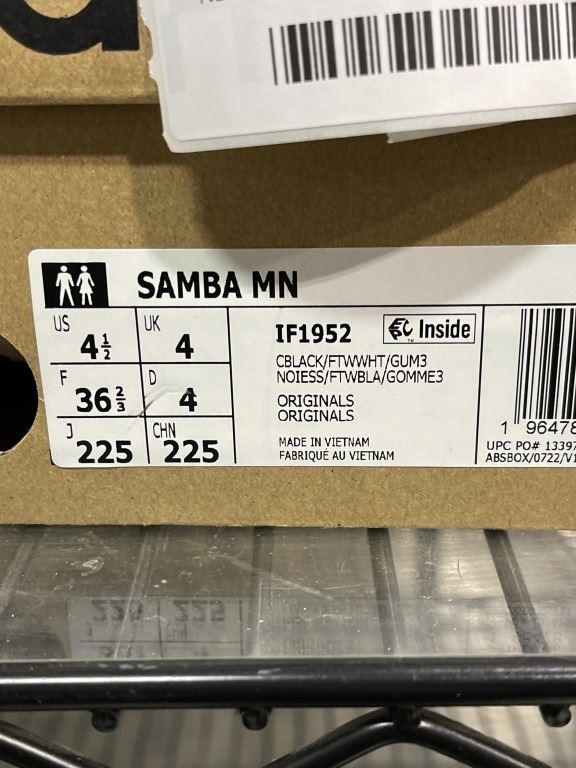 SAMBA MN
US 4½ UK 4
F 36⅔ D 4
J 225 CHN 225
IF1952 EC Inside
CBLACK/FTWWHT/GUM3
NOIESS/FTWBLA/GOMME3
ORIGINALS
ORIGINALS
MADE IN VIETNAM
FABRIQUÉ AU VIETNAM
1 96478
UPC PO# 13397
ABSBOX/0722/V1